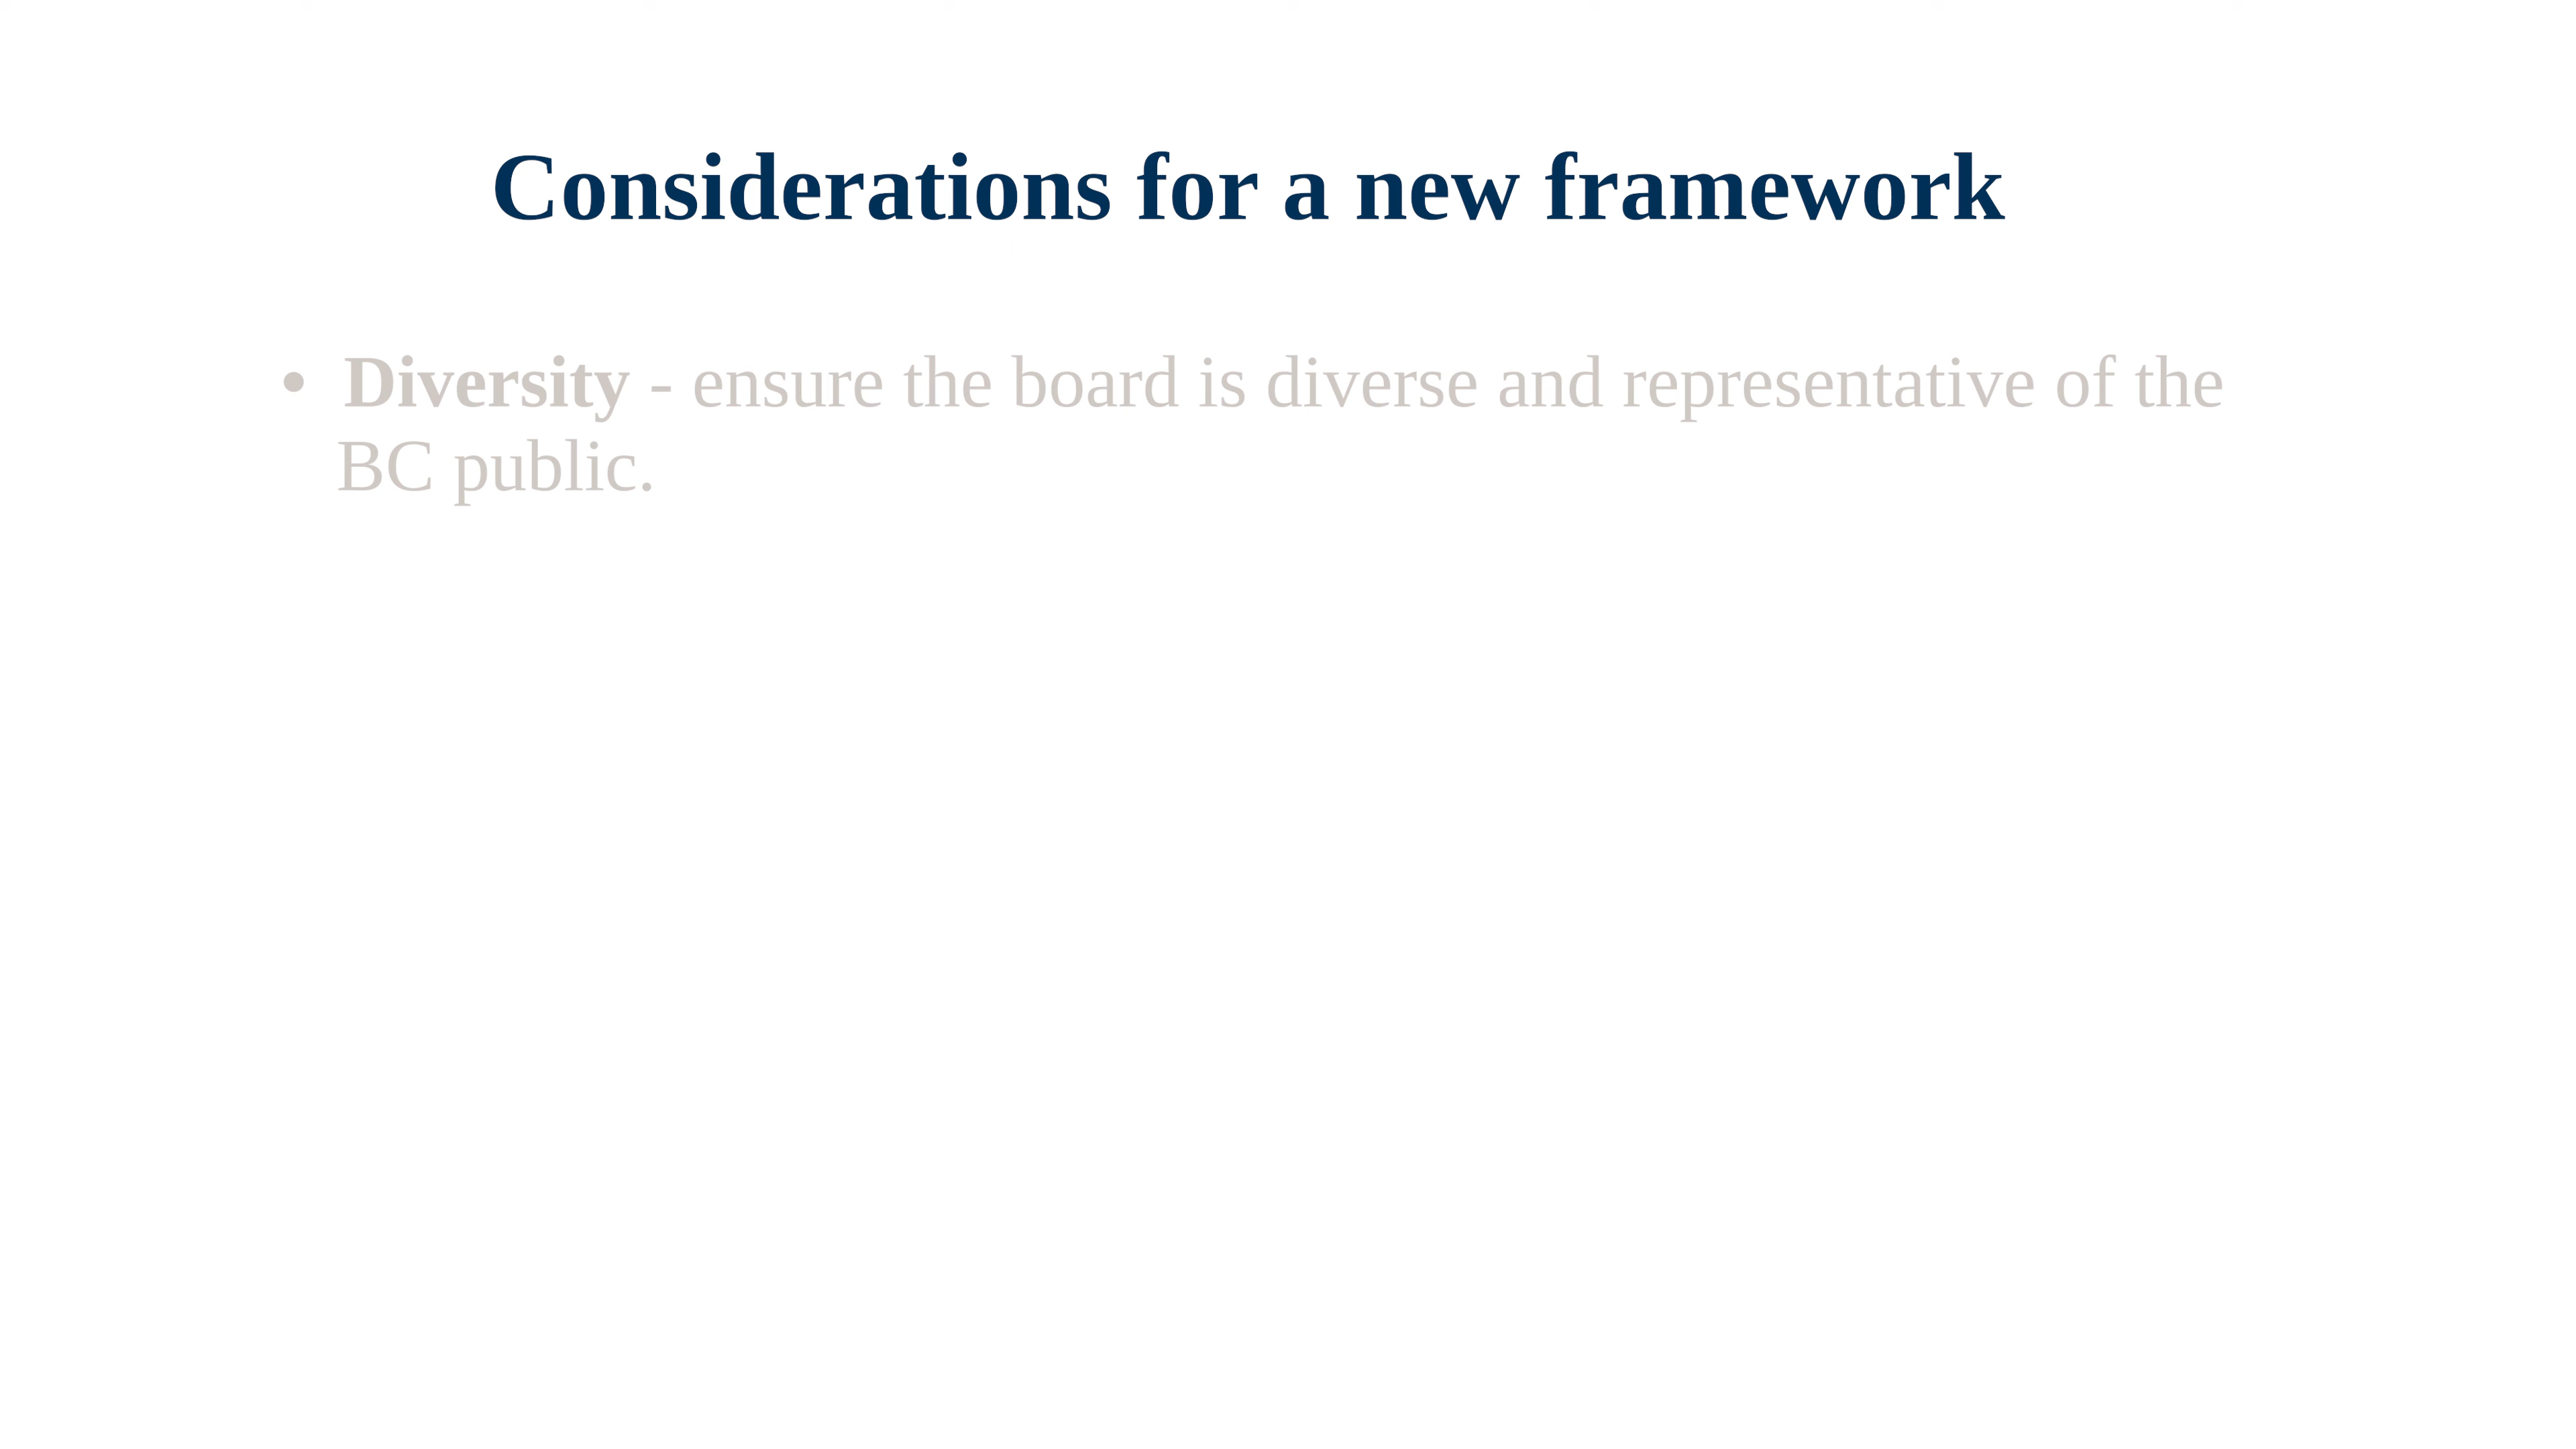 Considerations for a new framework
• Diversity - ensure the board is diverse and representative of the
BC public.